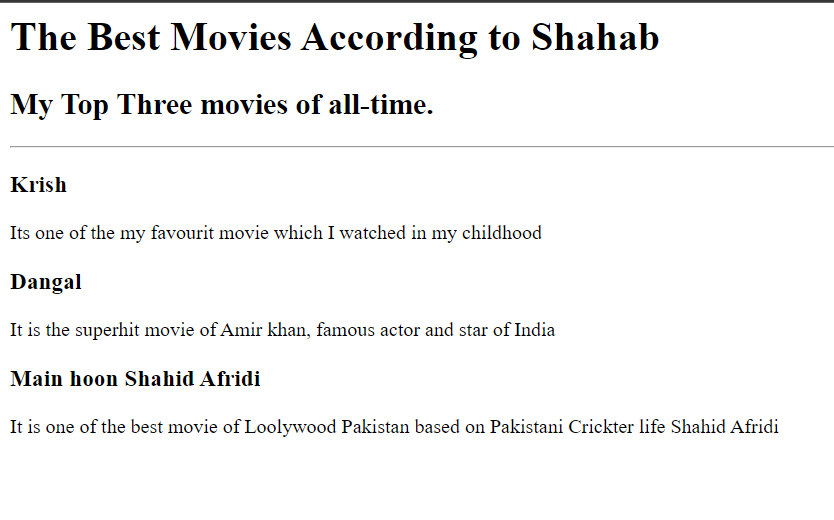 The Best Movies According to Shahab
My Top Three movies of all-time.
Krish
Its one of the my favourit movie which I watched in my childhood
Dangal
It is the superhit movie of Amir khan, famous actor and star of India
Main hoon Shahid Afridi
It is one of the best movie of Loolywood Pakistan based on Pakistani Crickter life Shahid Afridi